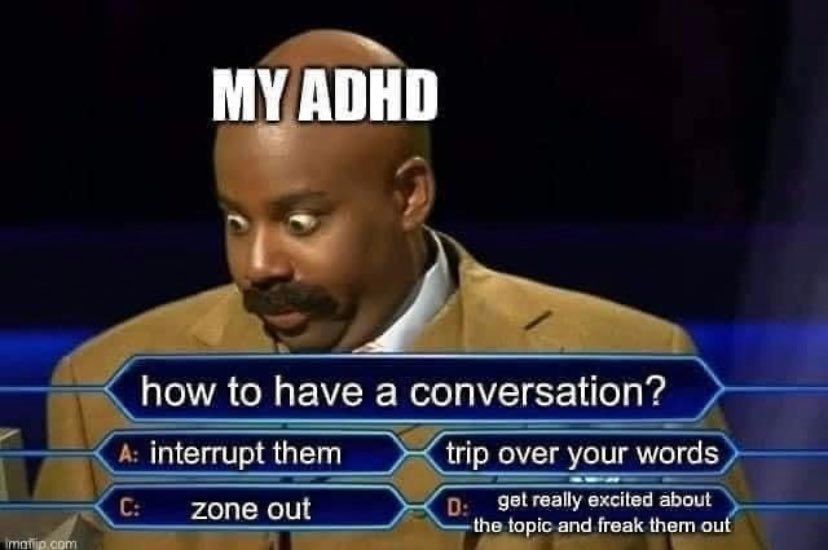 MY ADHD
how to have a conversation?
A: interrupt them
trip over your words
C: zone out
D: get really excited about
the topic and freak them out
imgflip.com